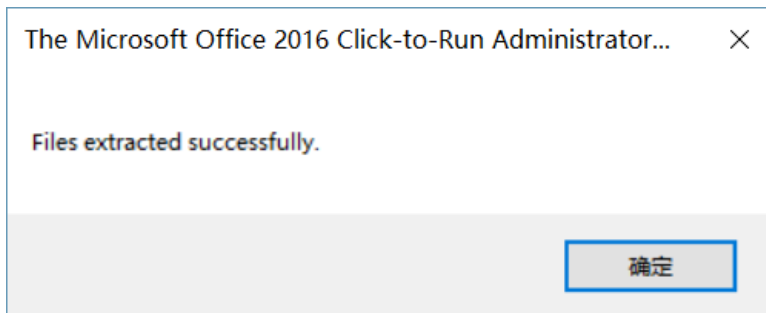 The Microsoft Office 2016 Click-to-Run Administrator...
Files extracted successfully.
确定